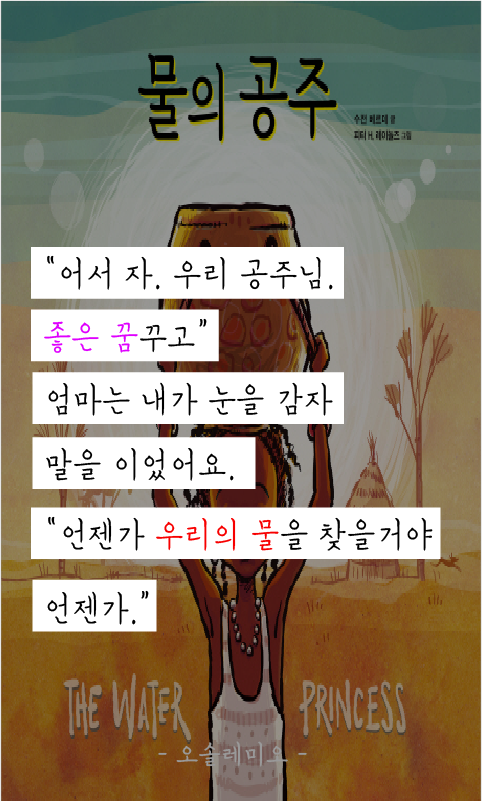 물의 공주
수전 베르데 글
피터 H. 레이놀즈 그림
“어서 자. 우리 공주님.
좋은 꿈꾸고”
엄마는 내가 눈을 감자
말을 이었어요.
“언젠가 우리의 물을 찾을거야
언젠가.”
THE WATER PRINCESS
- 오솔레미오 -